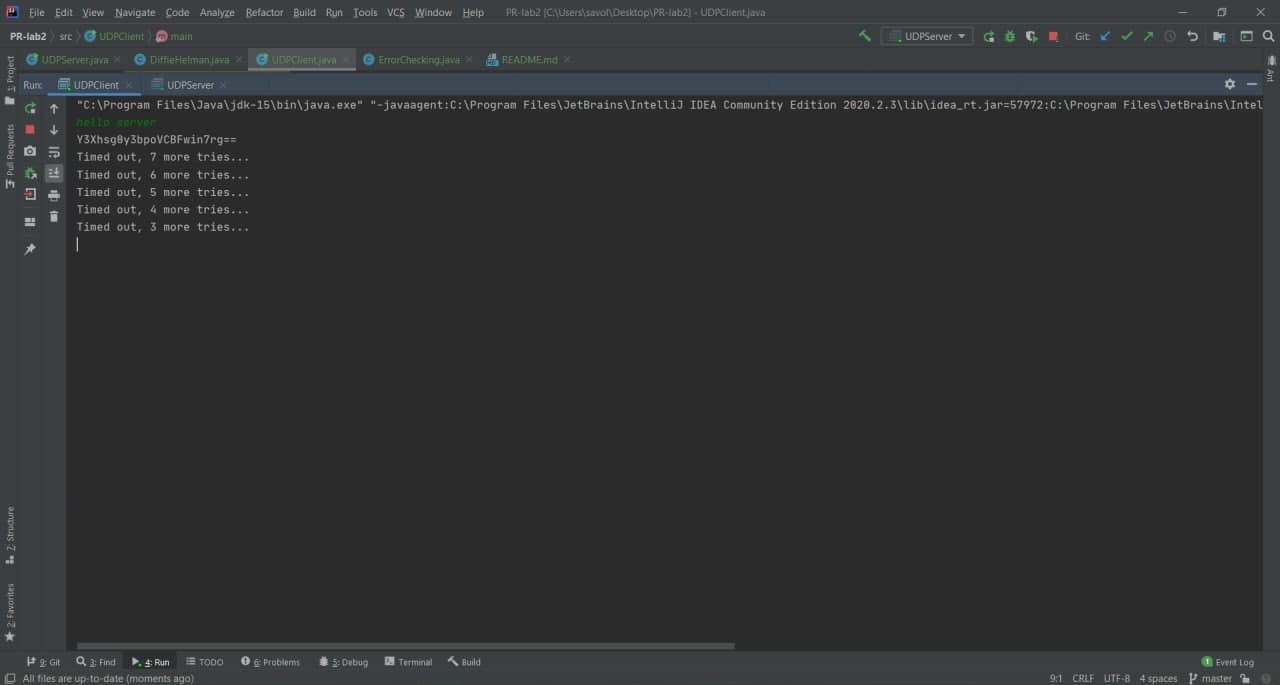 File Edit View Navigate Code Analyze Refactor Build Run Tools VCS Window Help PR-lab2 [C:\Users\savol\Desktop\PR-lab2] - UDPClient.java
PR-lab2 src UDPClient main UDPServer Git:
UDPServer.java DiffieHelman.java UDPClient.java ErrorChecking.java README.md
Run: UDPClient UDPServer
1: Project
Pull Requests
Ant
"C:\Program Files\Java\jdk-15\bin\java.exe" "-javaagent:C:\Program Files\JetBrains\IntelliJ IDEA Community Edition 2020.2.3\lib\idea_rt.jar=57972:C:\Program Files\JetBrains\Intel
hello server
Y3Xhsg0y3bpoVCBFwin7rg==
Timed out, 7 more tries...
Timed out, 6 more tries...
Timed out, 5 more tries...
Timed out, 4 more tries...
Timed out, 3 more tries...
7: Structure
2: Favorites
9: Git 3: Find 4: Run TODO 6: Problems 5: Debug Terminal Build 1 Event Log
All files are up-to-date (moments ago) 9:1 CRLF UTF-8 4 spaces master